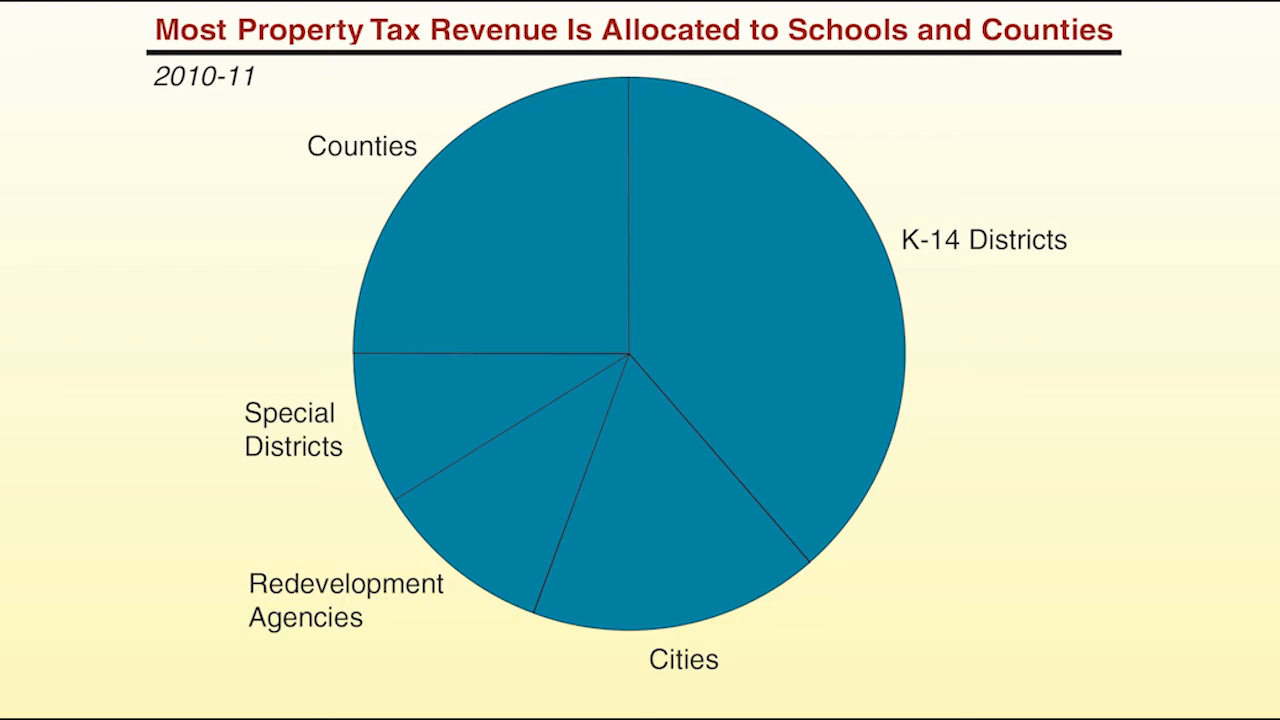 Most Property Tax Revenue Is Allocated to Schools and Counties
2010-11
Counties
K-14 Districts
Special
Districts
Redevelopment
Agencies
Cities